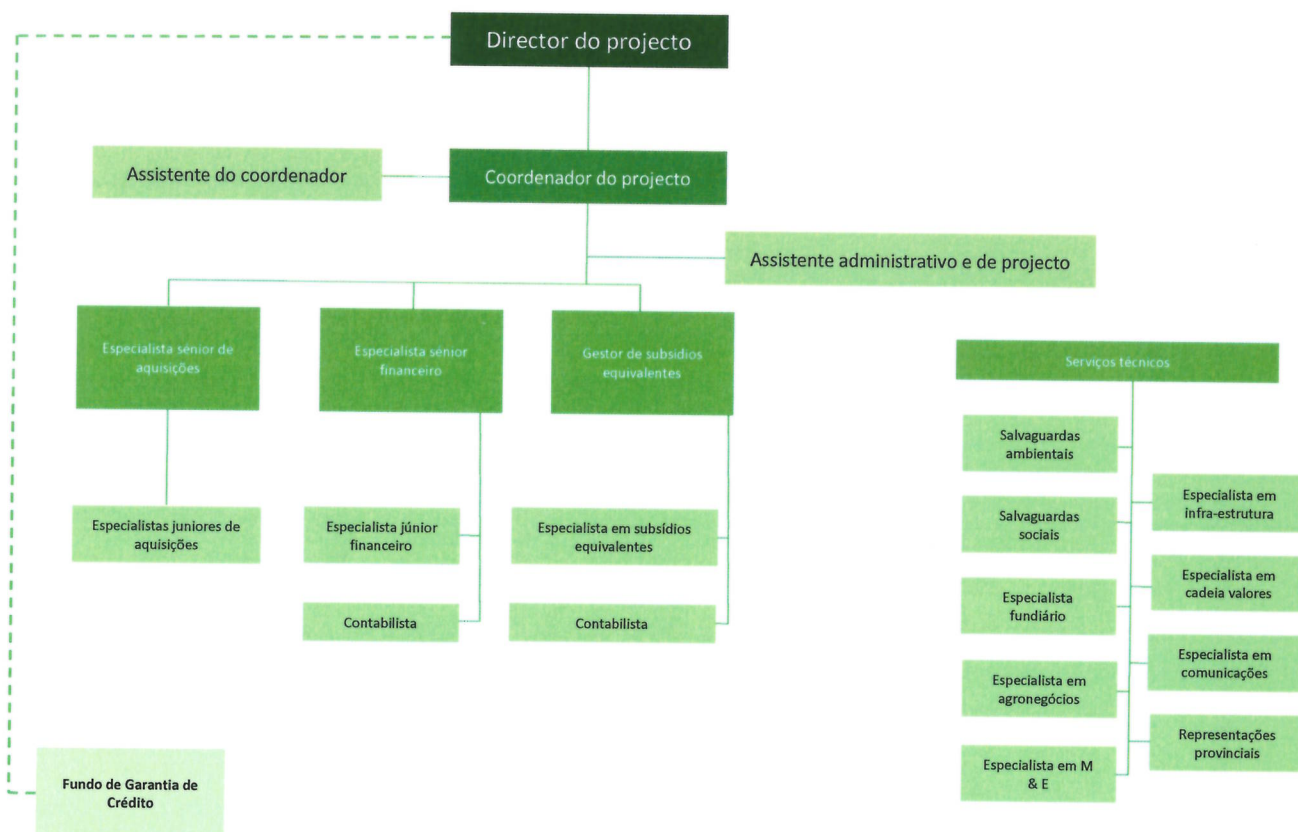 Director do projecto
Assistente do coordenador
Coordenador do projecto
Assistente administrativo e de projecto
Especialista sénior de
aquisições
Especialista sénior
financeiro
Gestor de subsídios
equivalentes
Especialistas juniores de
aquisições
Especialista júnior
financeiro
Contabilista
Especialista em subsídios
equivalentes
Contabilista
Serviços técnicos
Salvaguardas
ambientais
Salvaguardas
sociais
Especialista
fundiário
Especialista em
agronegócios
Especialista em M
& E
Especialista em
infra-estrutura
Especialista em
cadeia valores
Especialista em
comunicações
Representações
provinciais
Fundo de Garantia de
Crédito